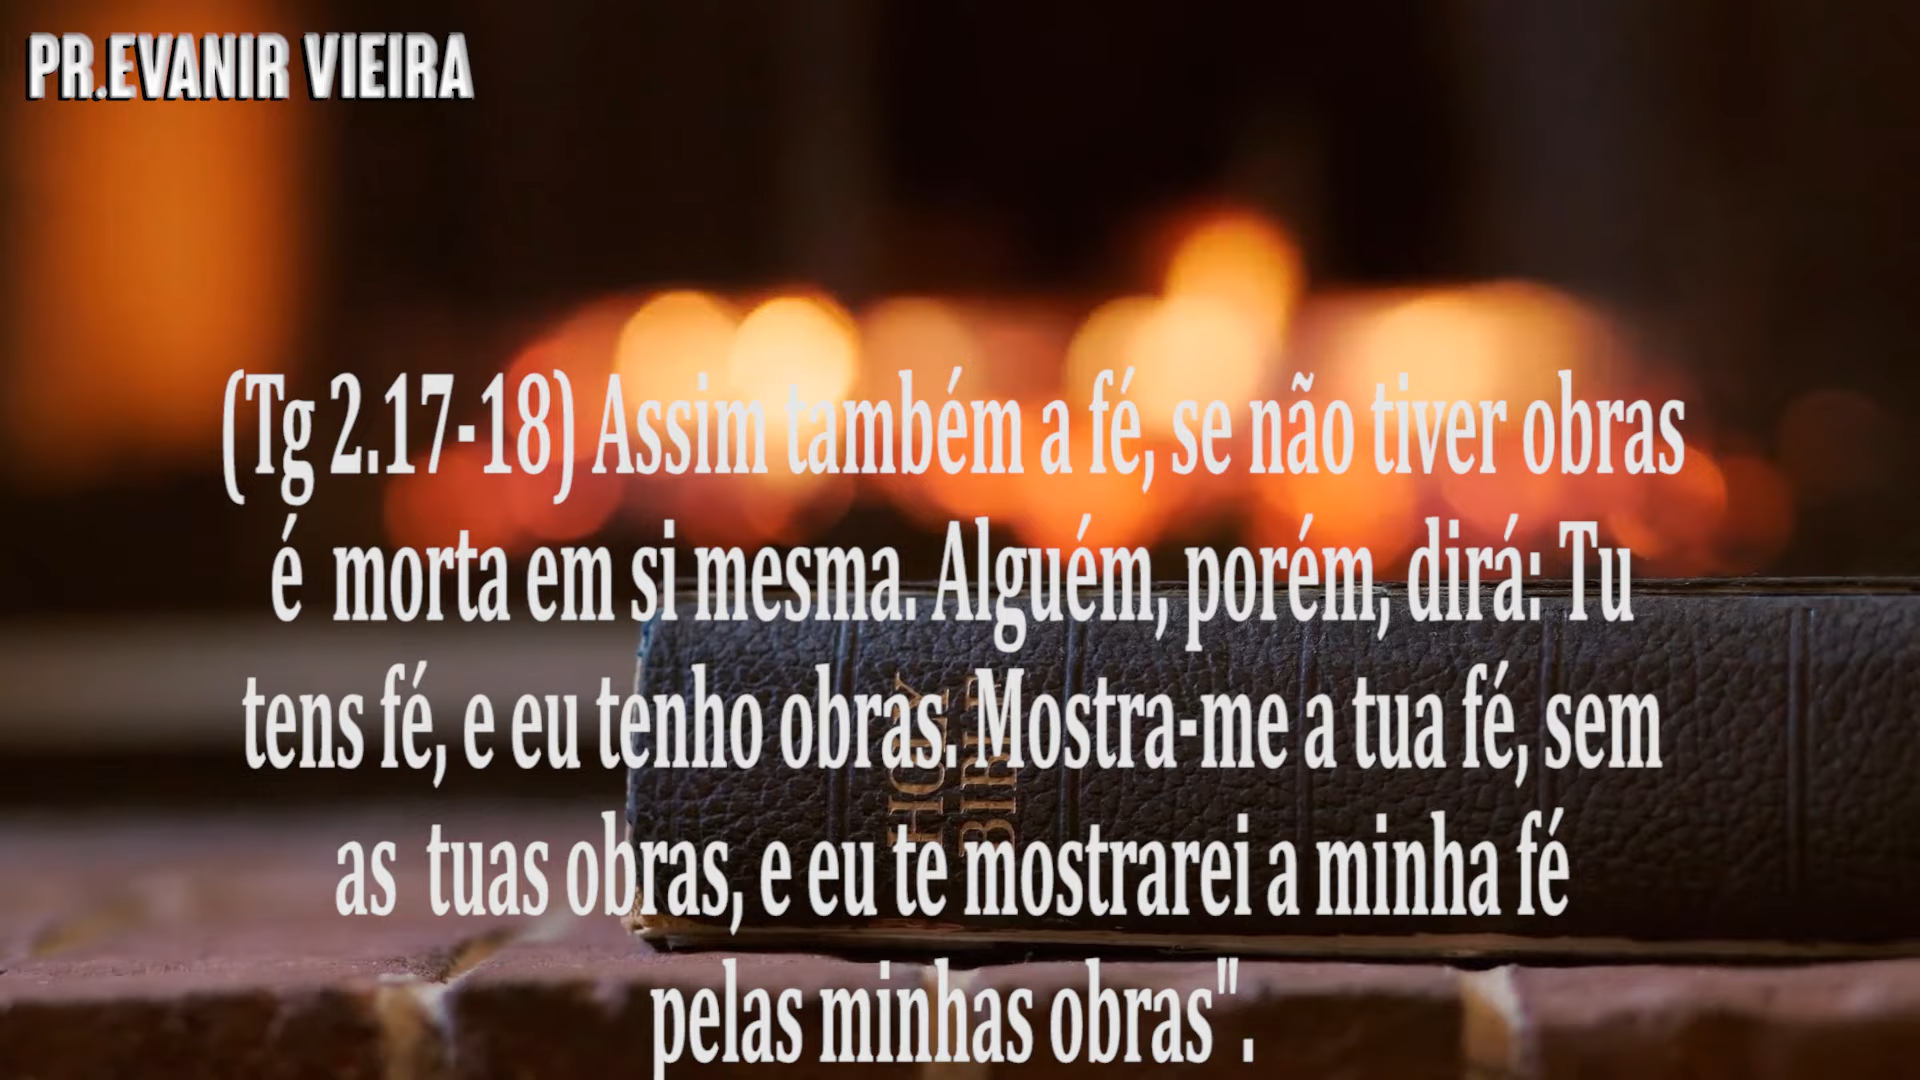 PR.EVANIR VIEIRA
(Tg 2.17-18) Assim também a fé, se não tiver obras
é morta em si mesma. Alguém, porém, dirá: Tu
tens fé, e eu tenho obras. Mostra-me a tua fé, sem
as tuas obras, e eu te mostrarei a minha fé
pelas minhas obras".
HOLY
BIBLE